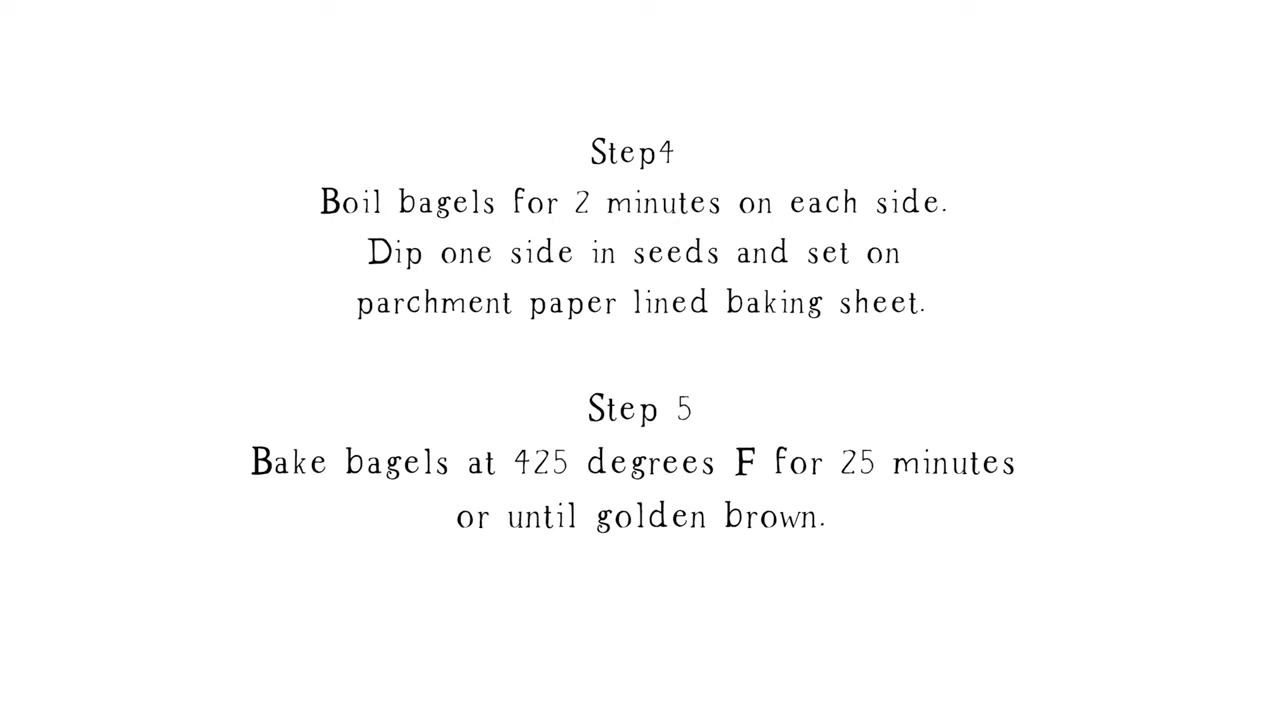 Step4
Boil bagels for 2 minutes on each side.
Dip one side in seeds and set on
parchment paper lined baking sheet.
Step 5
Bake bagels at 425 degrees F for 25 minutes
or until golden brown.